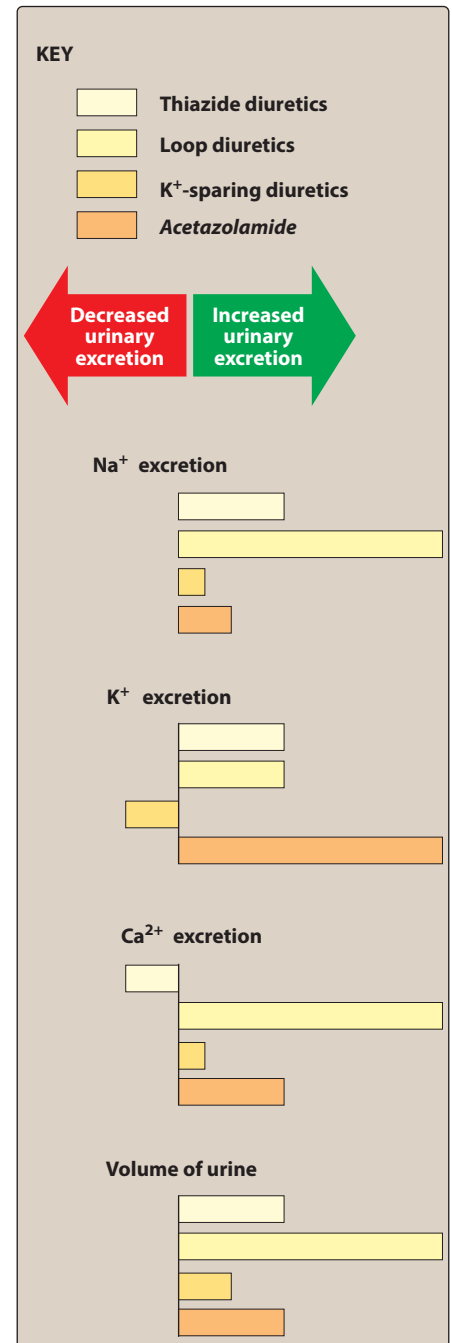 KEY
Thiazide diuretics
Loop diuretics
K⁺-sparing diuretics
Acetazolamide
Decreased
urinary
excretion
Increased
urinary
excretion
Na⁺ excretion
K⁺ excretion
Ca²⁺ excretion
Volume of urine